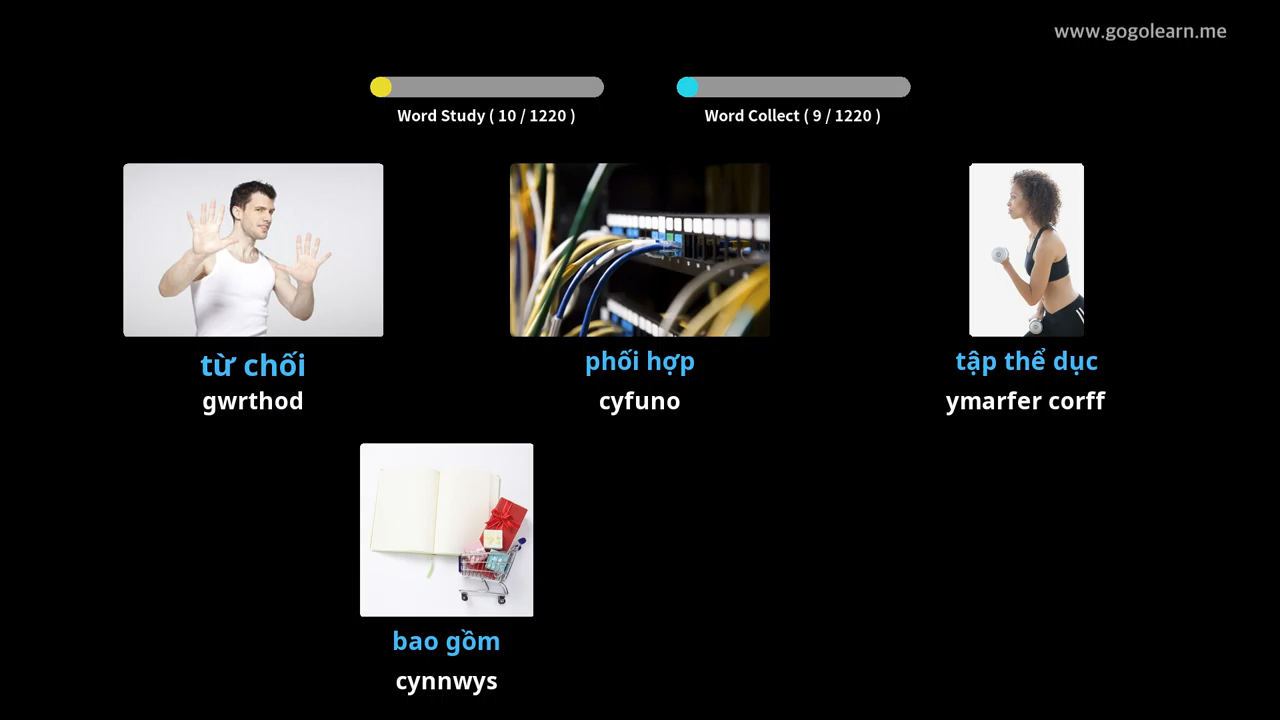 www.gogolearn.me
Word Study ( 10 / 1220 )
Word Collect ( 9 / 1220 )
từ chối
gwrthod
phối hợp
cyfuno
tập thể dục
ymarfer corff
bao gồm
cynnwys